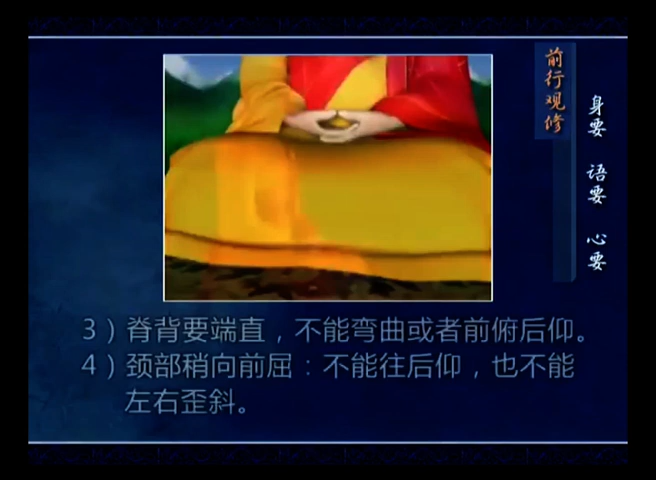 前行观修
身要 语要 心要
3）脊背要端直，不能弯曲或者前俯后仰。
4）颈部稍向前屈：不能往后仰，也不能
左右歪斜。